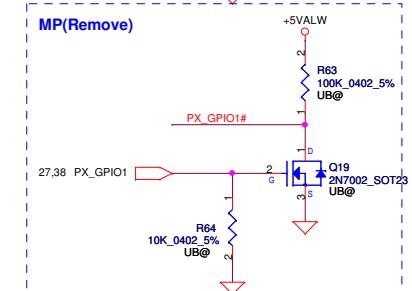 MP(Remove)
+5VALW
2
R63
100K_0402_5%
UB@
1
PX_GPIO1#
1
D
27,38 PX_GPIO1
2
G
Q19
2N7002_SOT23
UB@
3
S
1
R64
10K_0402_5%
UB@
2